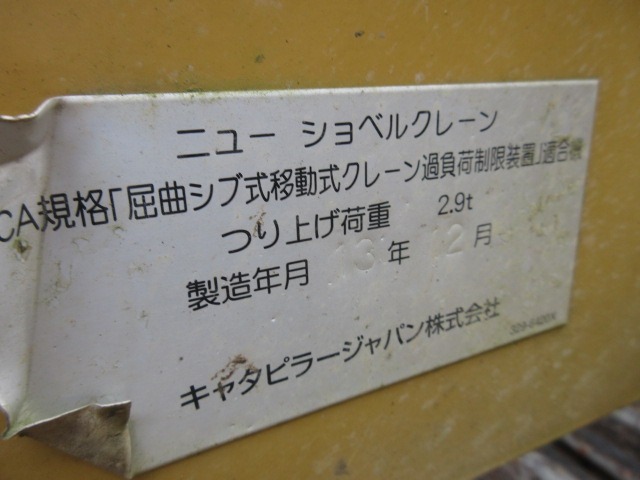 ニュー ショベルクレーン
CA規格「屈曲ジブ式移動式クレーン過負荷制限装置」適合機
つり上げ荷重 2.9t
製造年月 13年 12月
キャタピラージャパン株式会社